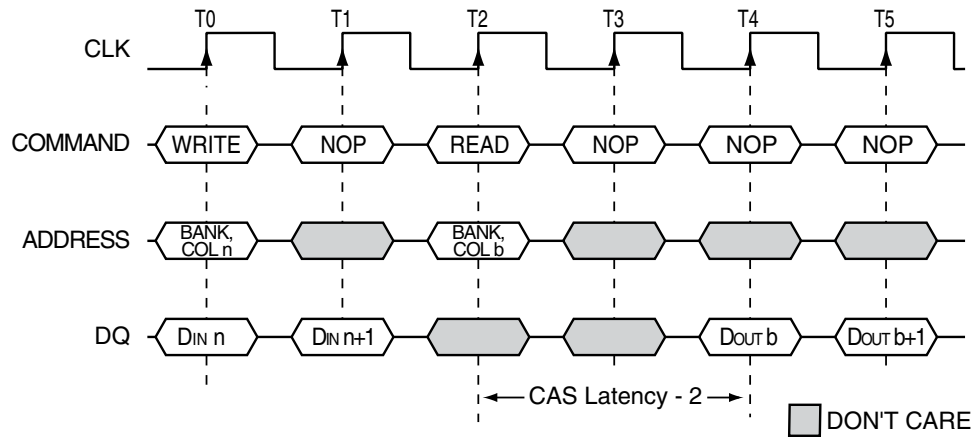 T0 T1 T2 T3 T4 T5
CLK
COMMAND WRITE NOP READ NOP NOP NOP
ADDRESS BANK, COL n BANK, COL b
DQ DIN n DIN n+1 DOUT b DOUT b+1
CAS Latency - 2
DON'T CARE